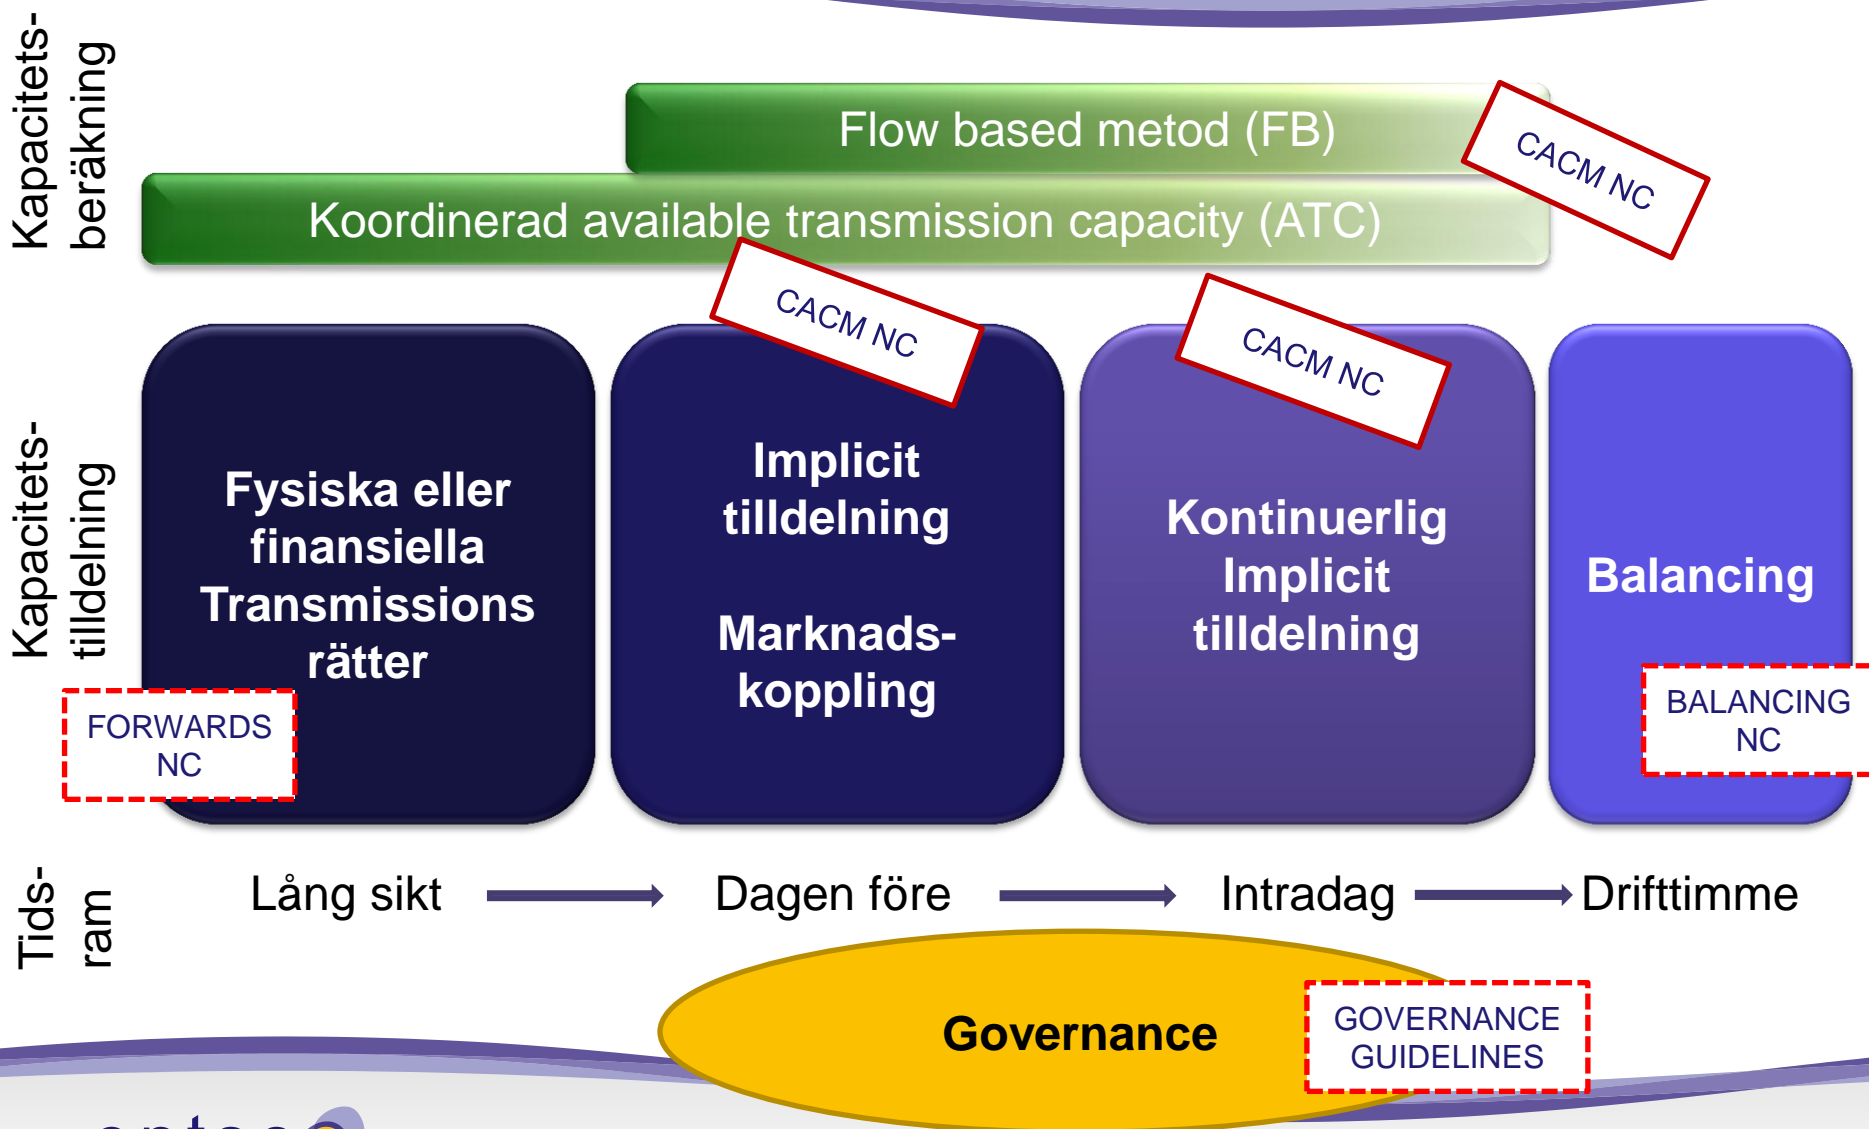 Kapacitets-
beräkning
Flow based metod (FB)
CACM NC
Koordinerad available transmission capacity (ATC)
CACM NC
CACM NC
Kapacitets-
tilldelning
Fysiska eller
finansiella
Transmissions
rätter
Implicit
tilldelning
Marknads-
koppling
Kontinuerlig
Implicit
tilldelning
Balancing
FORWARDS
NC
BALANCING
NC
Tids-
ram
Lång sikt
Dagen före
Intradag
Drifttimme
Governance
GOVERNANCE
GUIDELINES